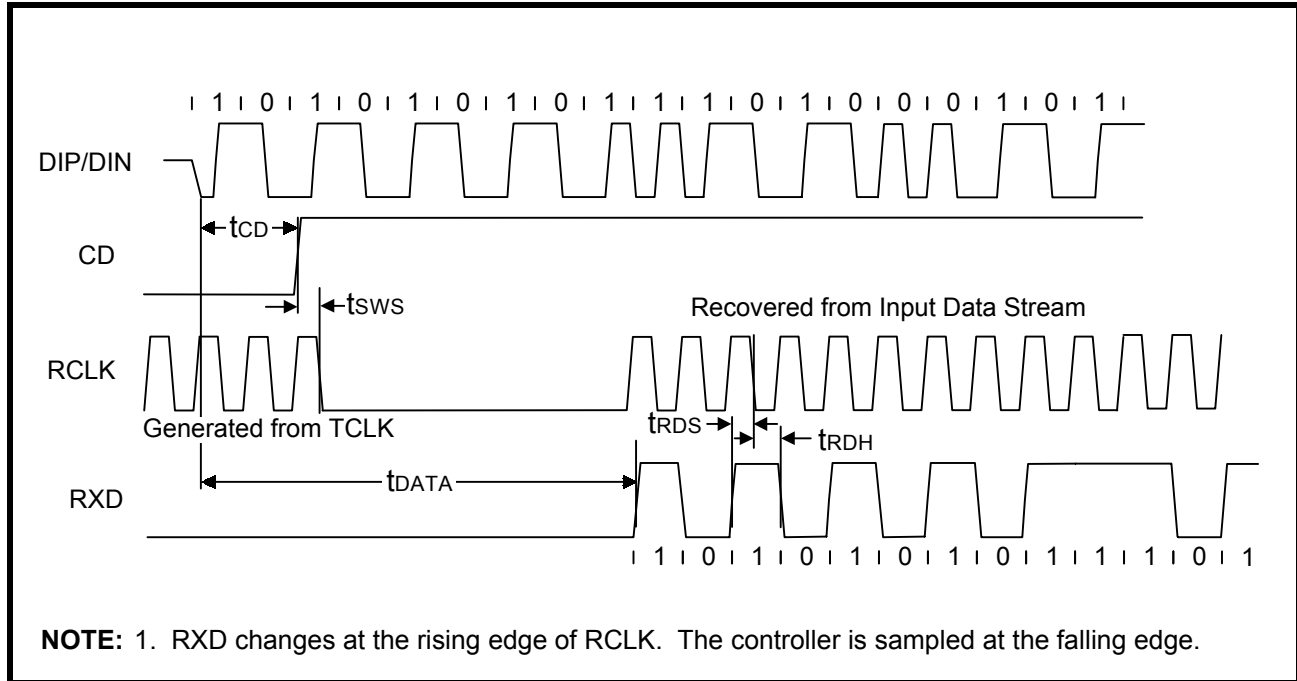 1 0 1 0 1 0 1 0 1 1 1 0 1 0 0 0 1 0 1
DIP/DIN
tCD
CD
tSWS
Recovered from Input Data Stream
RCLK
Generated from TCLK
tRDS
tRDH
tDATA
RXD
1 0 1 0 1 0 1 0 1 1 1 0 1
NOTE: 1. RXD changes at the rising edge of RCLK. The controller is sampled at the falling edge.